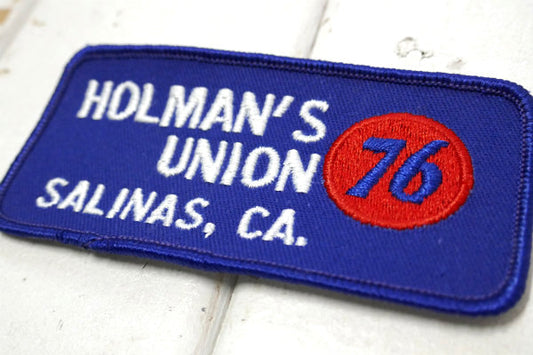 HOLMAN'S
UNION 76
SALINAS, CA.